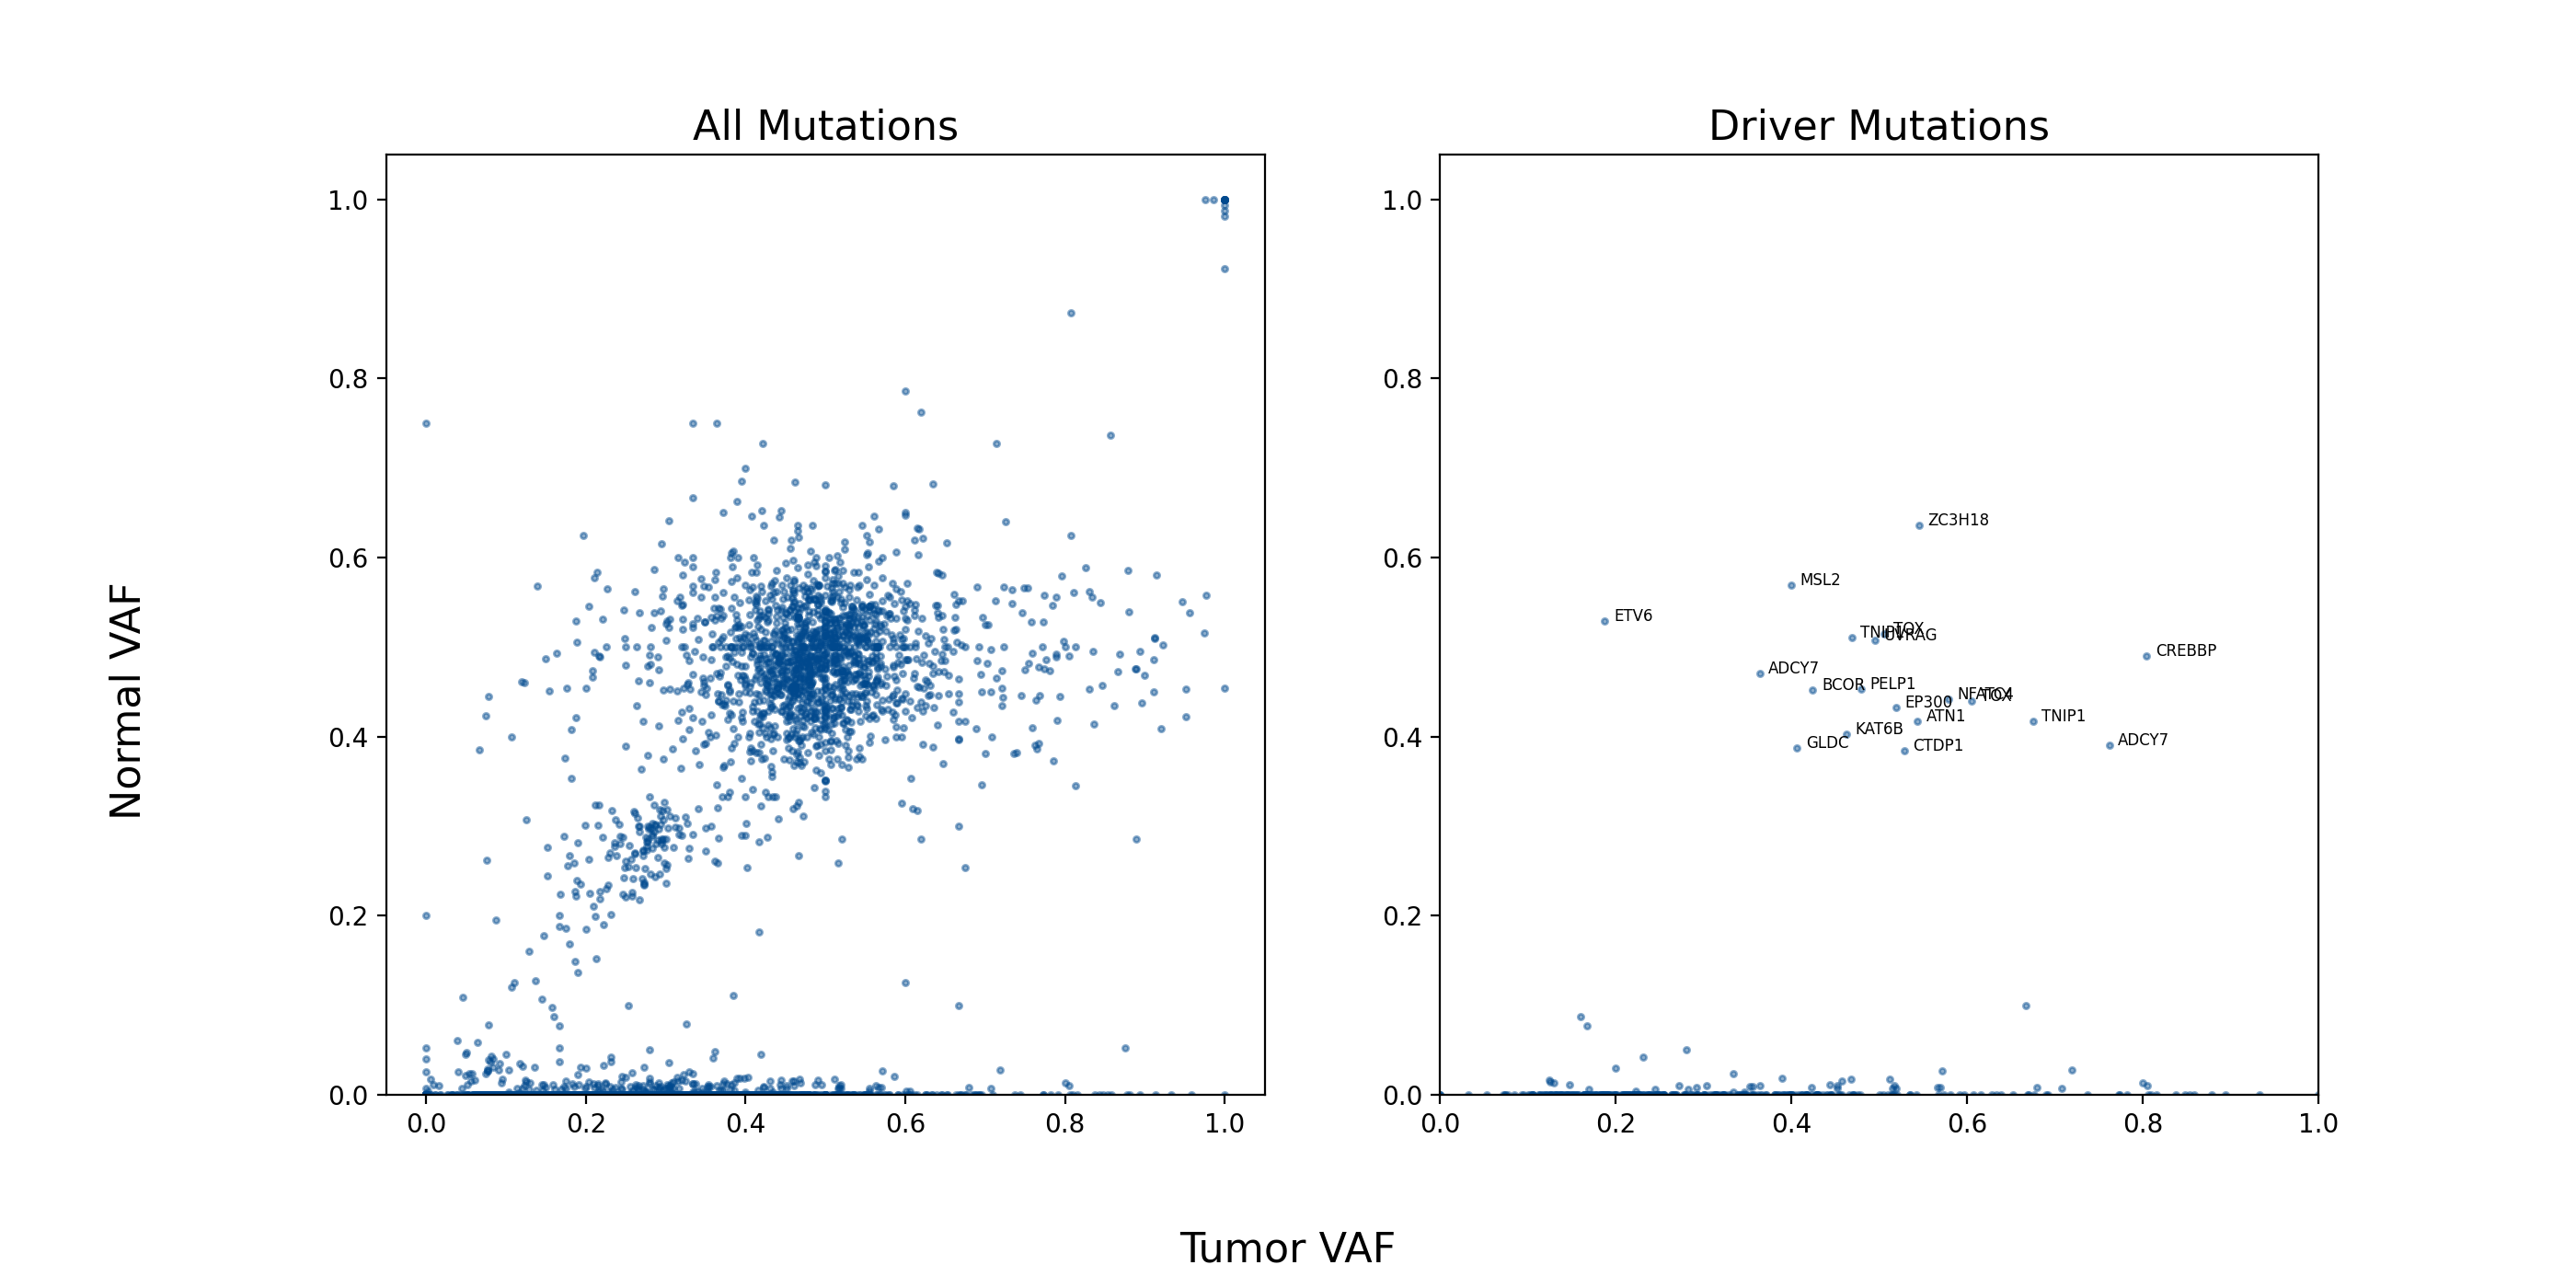 All Mutations
Driver Mutations
Normal VAF
1.0
0.8
0.6
0.4
0.2
0.0
0.0 0.2 0.4 0.6 0.8 1.0
1.0
0.8
0.6
0.4
0.2
0.0
0.0 0.2 0.4 0.6 0.8 1.0
ZC3H18
MSL2
ETV6
TOX
TNIP1
UVRAG
CREBBP
ADCY7
BCOR
PELP1
NFATC4
TOX
EP300
ATN1
TNIP1
KAT6B
GLDC
CTDP1
ADCY7
Tumor VAF